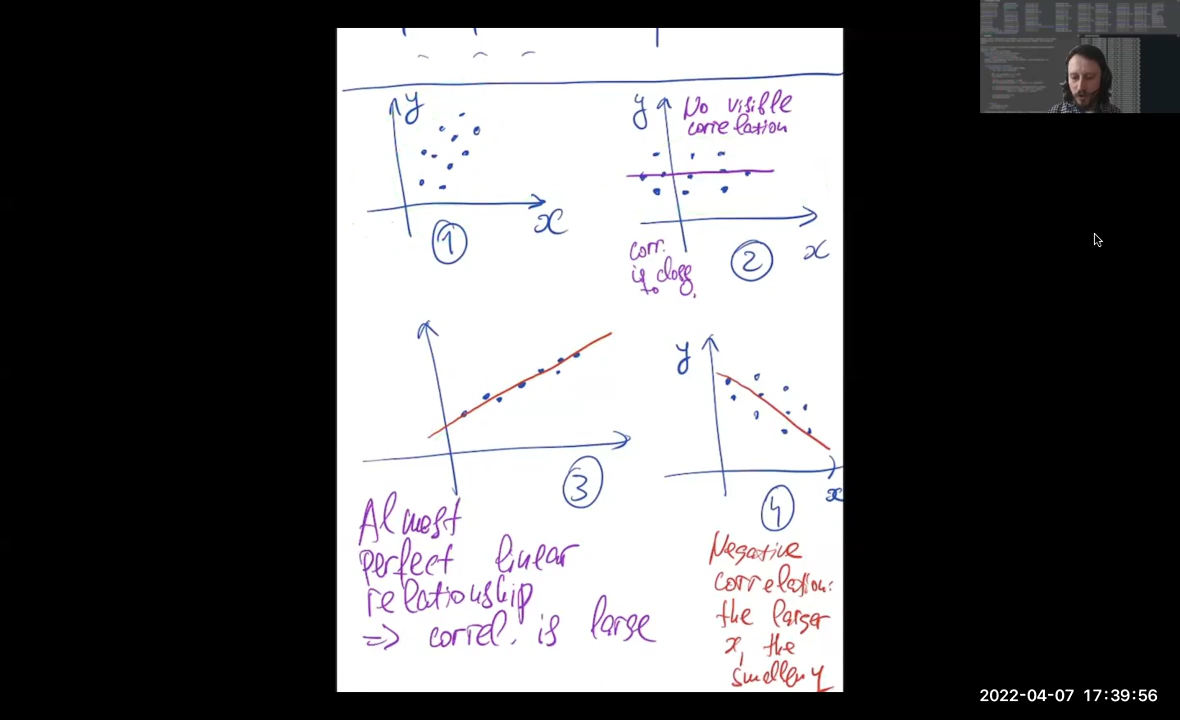 y
x
1
y
No visible
correlation
x
2
corr.
is close
to
3
y
x
4
Almost
perfect linear
relationship
=> correl. is large
Negative
correlation:
the larger
x, the
smaller y
2022-04-07 17:39:56